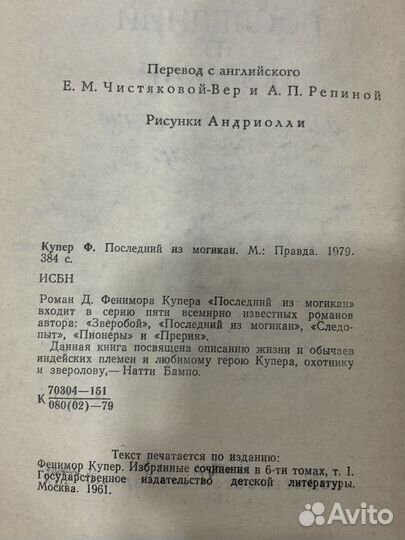 Перевод с английского
Е. М. Чистяковой-Вер и А. П. Репиной
Рисунки Андриолли
Купер Ф. Последний из могикан. М.: Правда. 1979.
384 с.
ИСБН
Роман Д. Фенимора Купера «Последний из могикан»
входит в серию пяти всемирно известных романов
автора: «Зверобой», «Последний из могикан», «Следо-
пыт», «Пионеры» и «Прерия».
Данная книга посвящена описанию жизни и обычаев
индейских племен и любимому герою Купера, охотнику
и зверолову,— Натти Бампо.
К 70304—151
080(02)—79
Текст печатается по изданию:
Фенимор Купер. Избранные сочинения в 6-ти томах, т. I.
Государственное издательство детской литературы.
Москва. 1961.
Avito